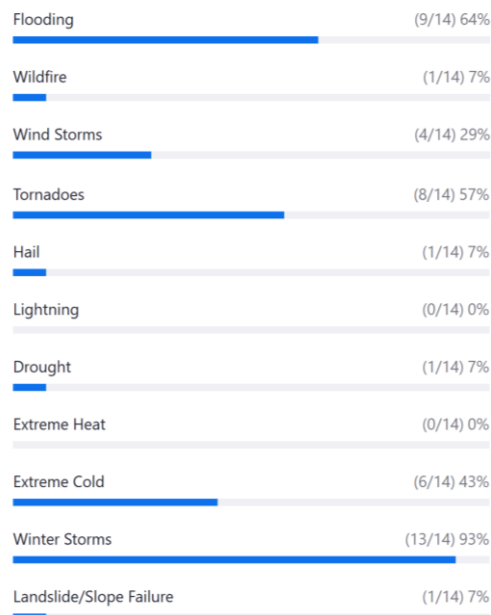 Flooding (9/14) 64%
Wildfire (1/14) 7%
Wind Storms (4/14) 29%
Tornadoes (8/14) 57%
Hail (1/14) 7%
Lightning (0/14) 0%
Drought (1/14) 7%
Extreme Heat (0/14) 0%
Extreme Cold (6/14) 43%
Winter Storms (13/14) 93%
Landslide/Slope Failure (1/14) 7%